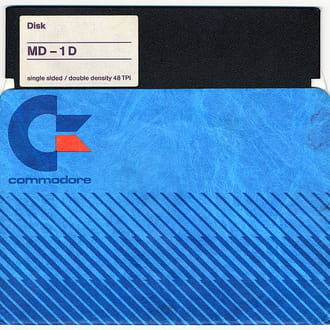 Disk
MD-1D
single sided / double density 48 TPI
commodore